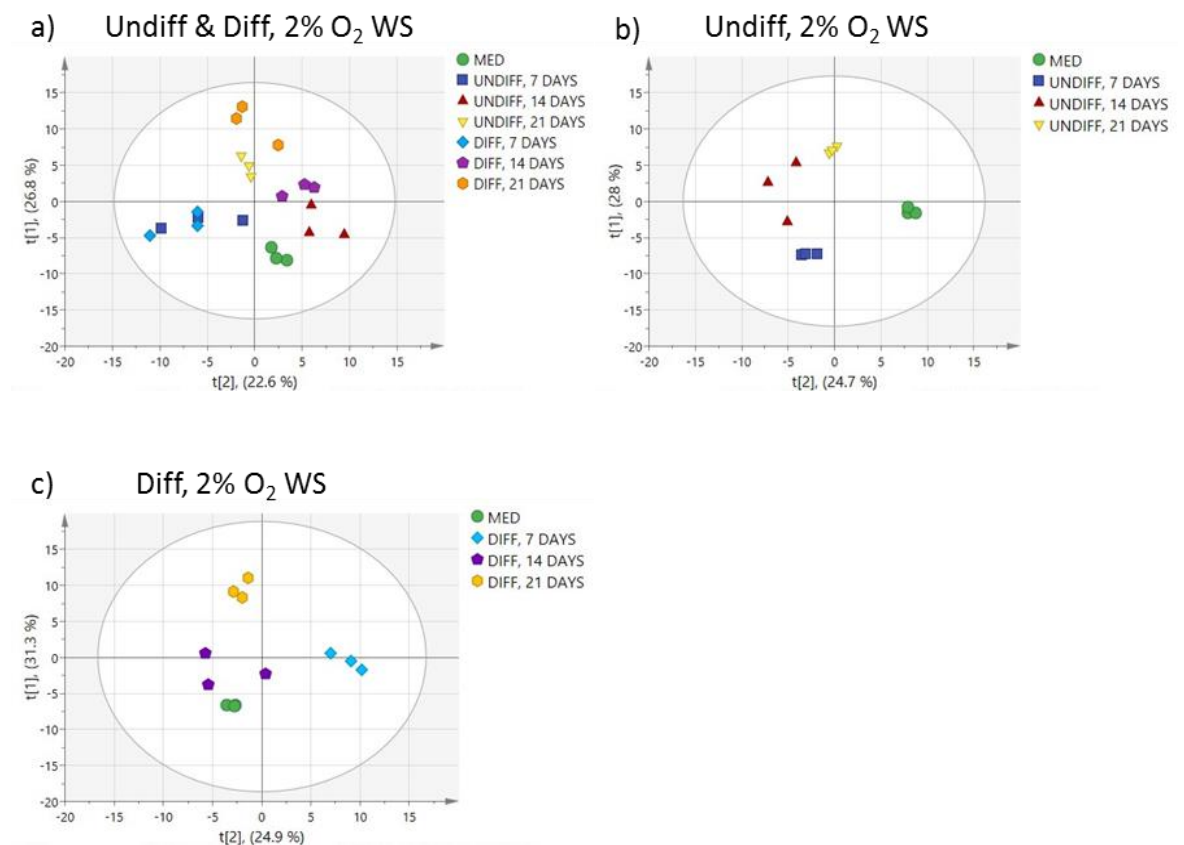 a) Undiff & Diff, 2% O₂ WS
MED
UNDIFF, 7 DAYS
UNDIFF, 14 DAYS
UNDIFF, 21 DAYS
DIFF, 7 DAYS
DIFF, 14 DAYS
DIFF, 21 DAYS
15
10
5
0
-5
-10
-15
-20
t[1], (26.8 %)
-20 -15 -10 -5 0 5 10 15
t[2], (22.6 %)
b) Undiff, 2% O₂ WS
MED
UNDIFF, 7 DAYS
UNDIFF, 14 DAYS
UNDIFF, 21 DAYS
15
10
5
0
-5
-10
-15
-20
t[1], (28 %)
-20 -15 -10 -5 0 5 10 15
t[2], (24.7 %)
c) Diff, 2% O₂ WS
MED
DIFF, 7 DAYS
DIFF, 14 DAYS
DIFF, 21 DAYS
15
10
5
0
-5
-10
-15
-20
t[1], (31.3 %)
-20 -15 -10 -5 0 5 10 15
t[2], (24.9 %)